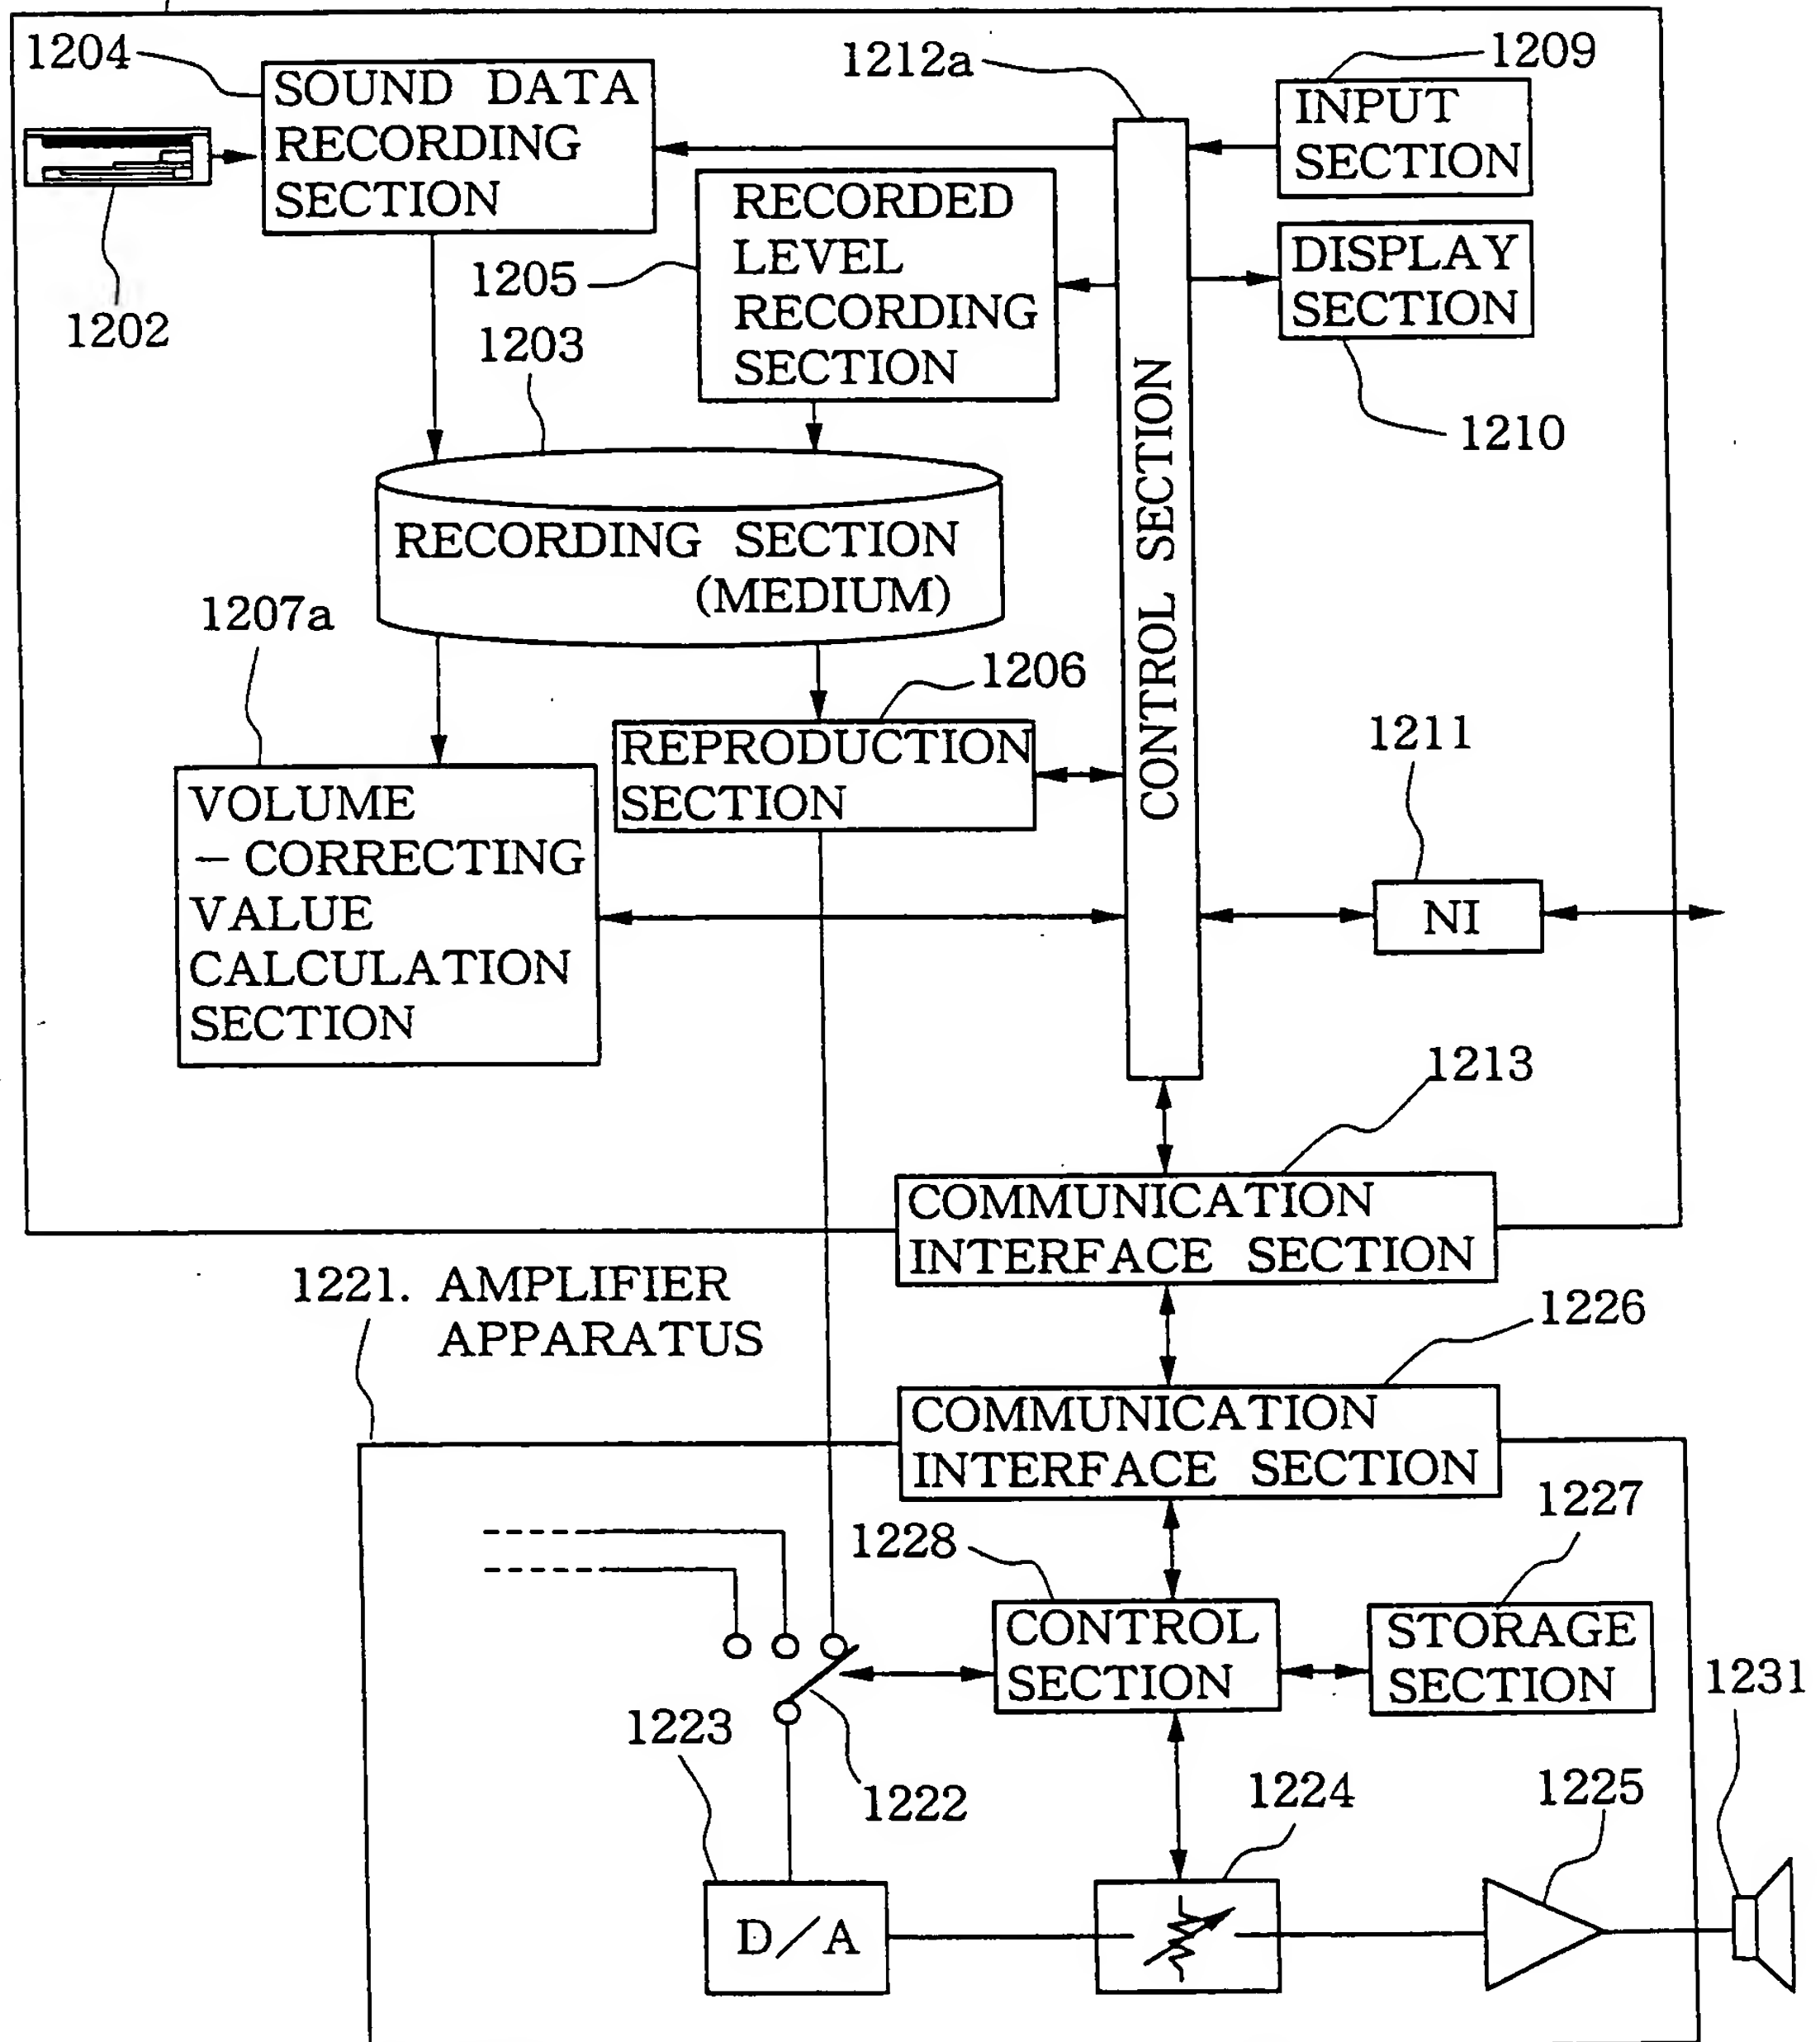 1204
SOUND DATA
RECORDING
SECTION
1202
1212a
1209
INPUT
SECTION
RECORDED
LEVEL
RECORDING
SECTION
1205
1203
DISPLAY
SECTION
1210
CONTROL SECTION
RECORDING SECTION
(MEDIUM)
1207a
1206
REPRODUCTION
SECTION
VOLUME
-CORRECTING
VALUE
CALCULATION
SECTION
1211
NI
1213
COMMUNICATION
INTERFACE SECTION
1221. AMPLIFIER
APPARATUS
1226
COMMUNICATION
INTERFACE SECTION
1228
1227
CONTROL
SECTION
STORAGE
SECTION
1231
1223
1222
1224
1225
D/A